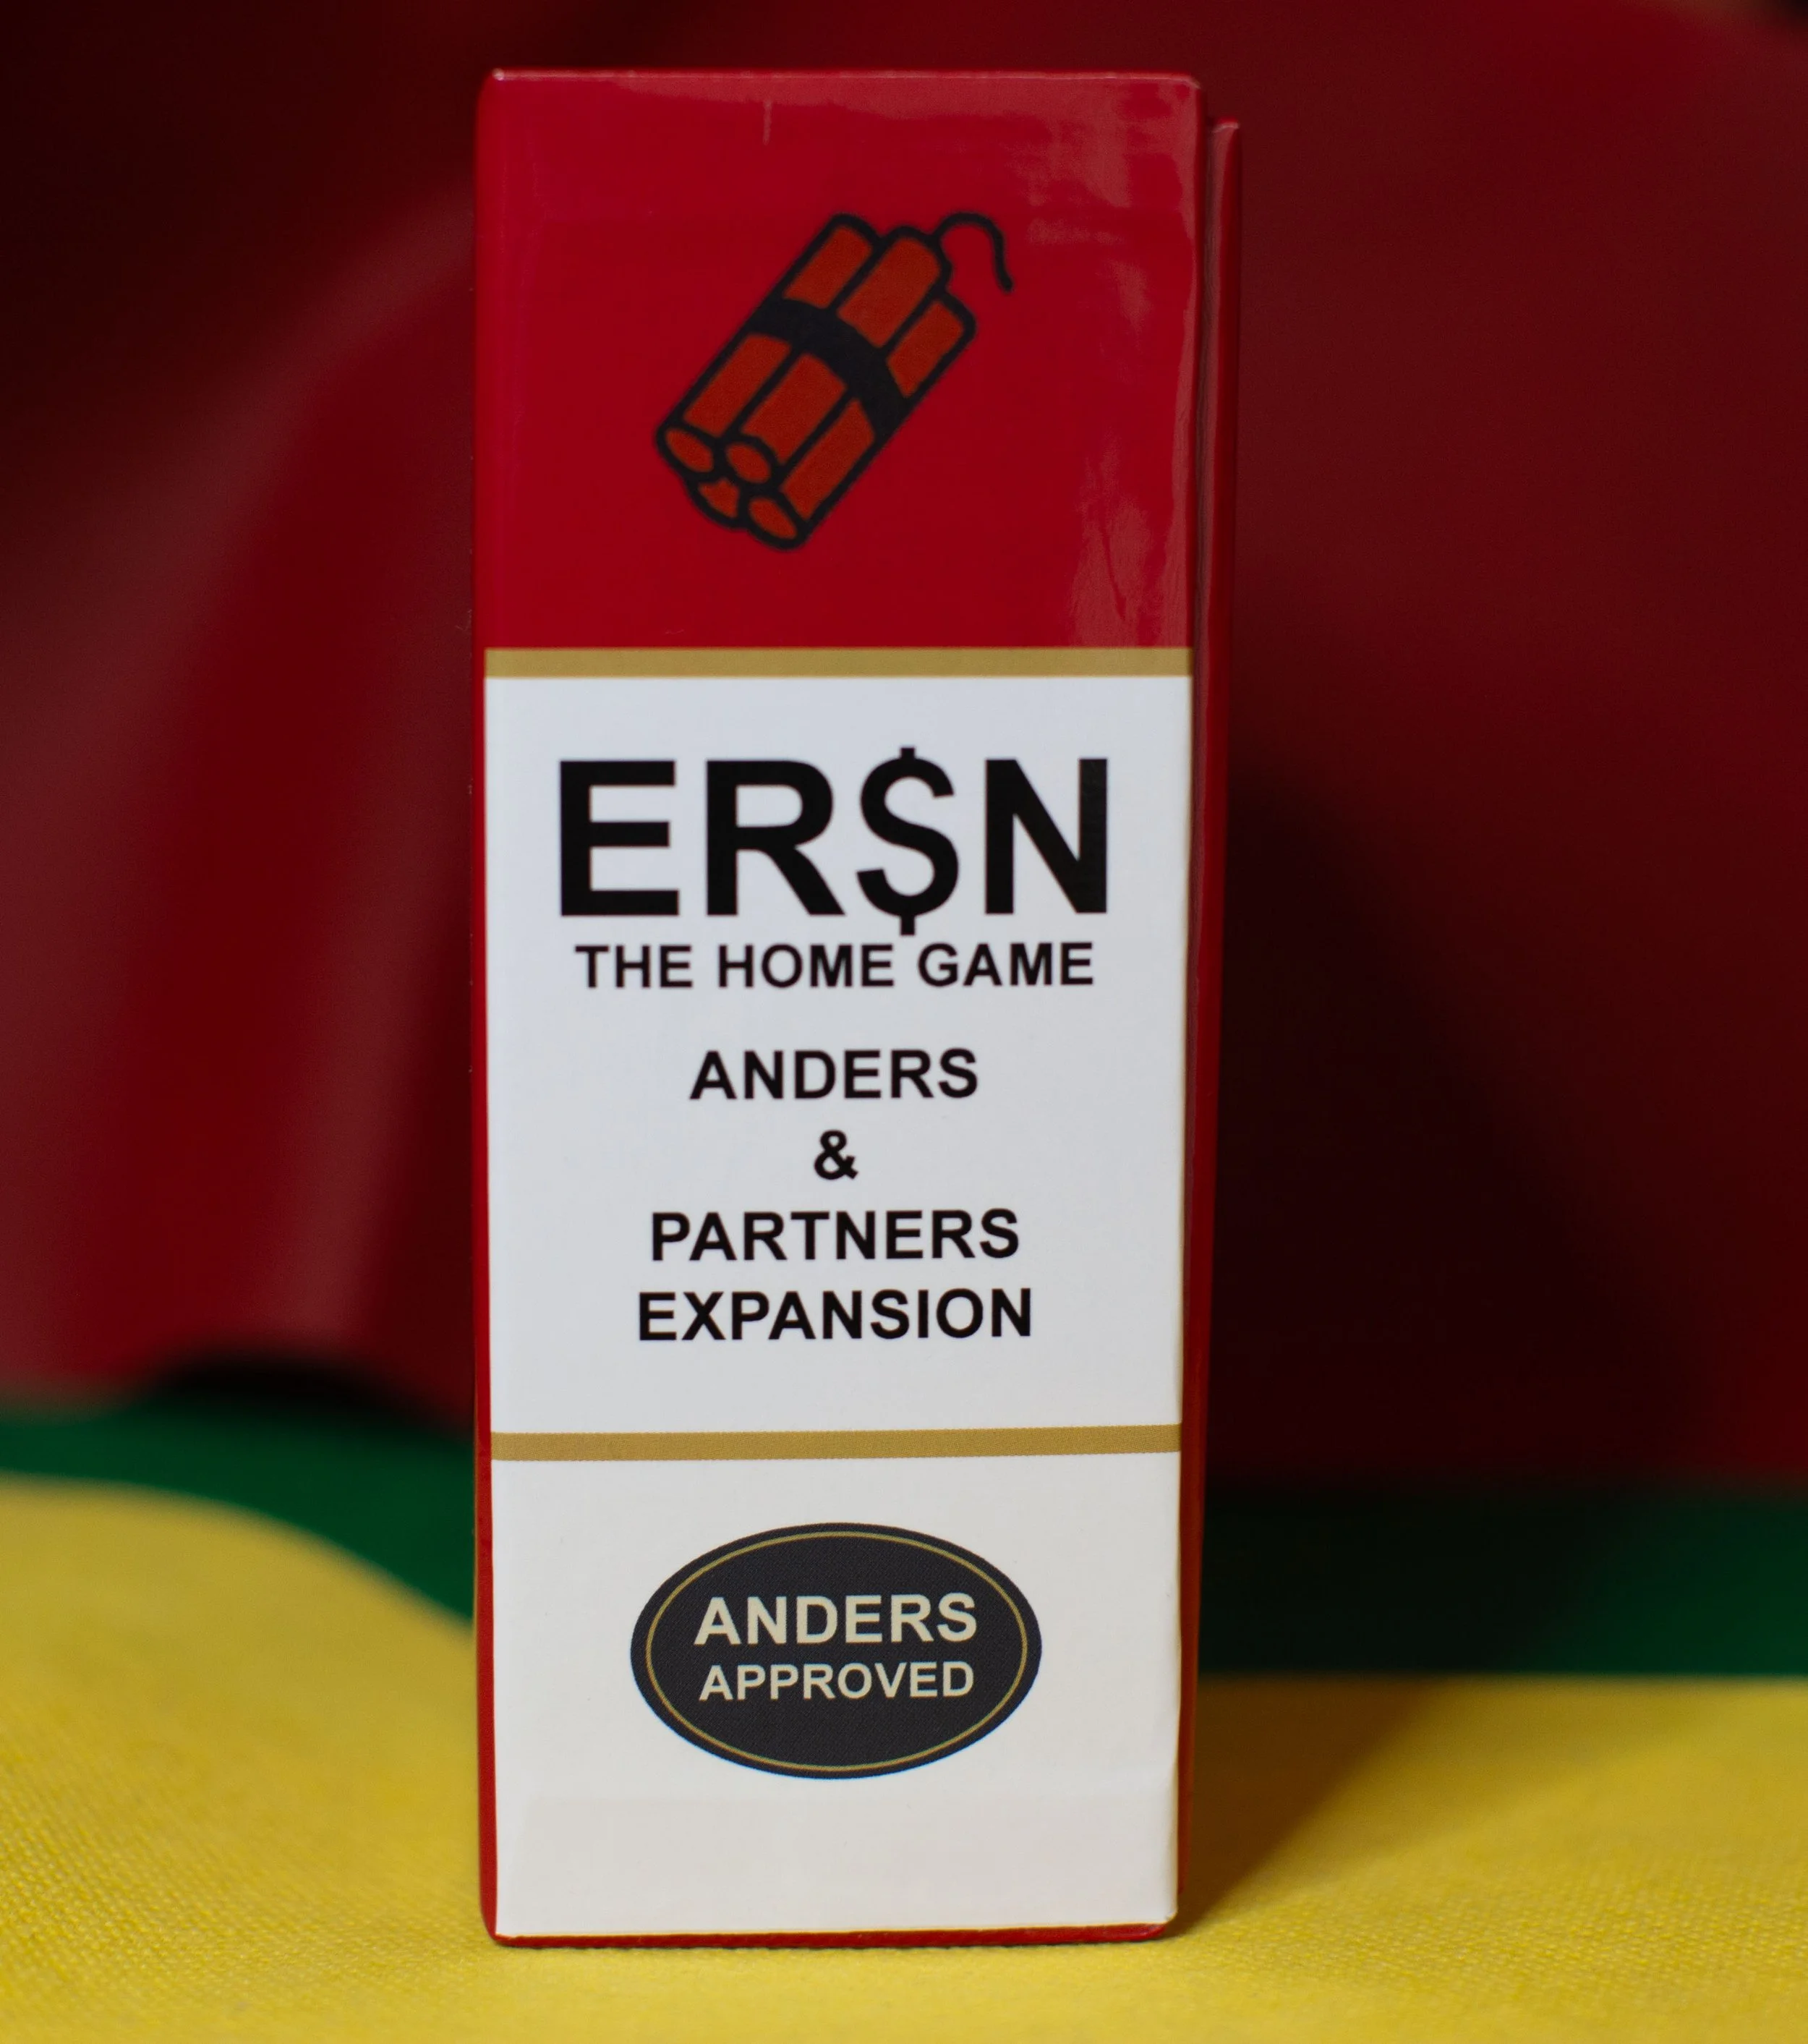 ER$N
THE HOME GAME
ANDERS
&
PARTNERS
EXPANSION
ANDERS
APPROVED